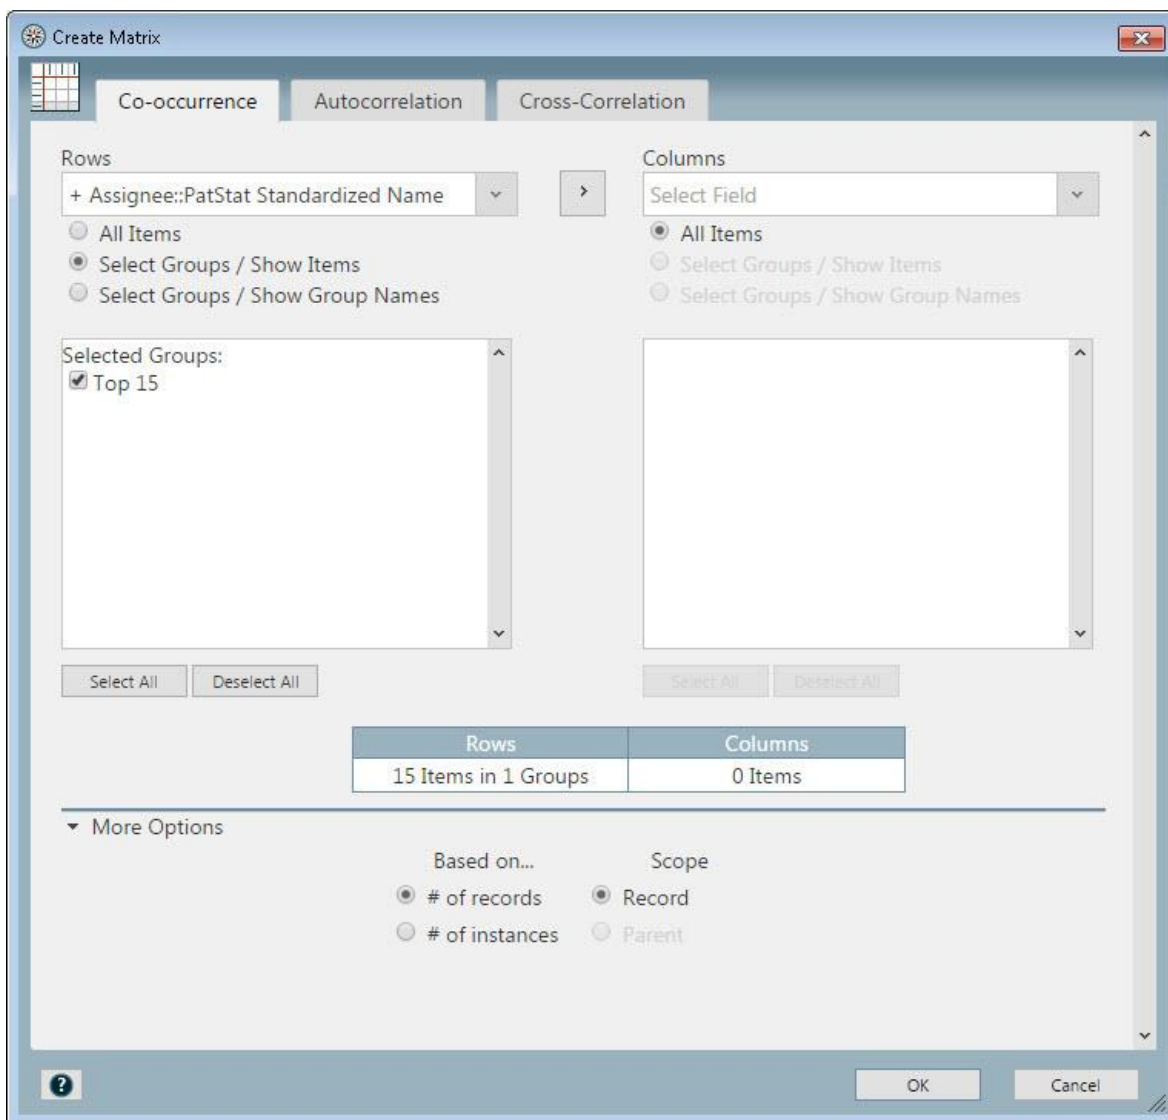 Create Matrix
Co-occurrence Autocorrelation Cross-Correlation
Rows Columns
+ Assignee::PatStat Standardized Name > Select Field
All Items All Items
Select Groups / Show Items Select Groups / Show Items
Select Groups / Show Group Names Select Groups / Show Group Names
Selected Groups:
Top 15
Select All Deselect All Select All Deselect All
Rows Columns
15 Items in 1 Groups 0 Items
More Options
Based on... Scope
# of records Record
# of instances Parent
? OK Cancel